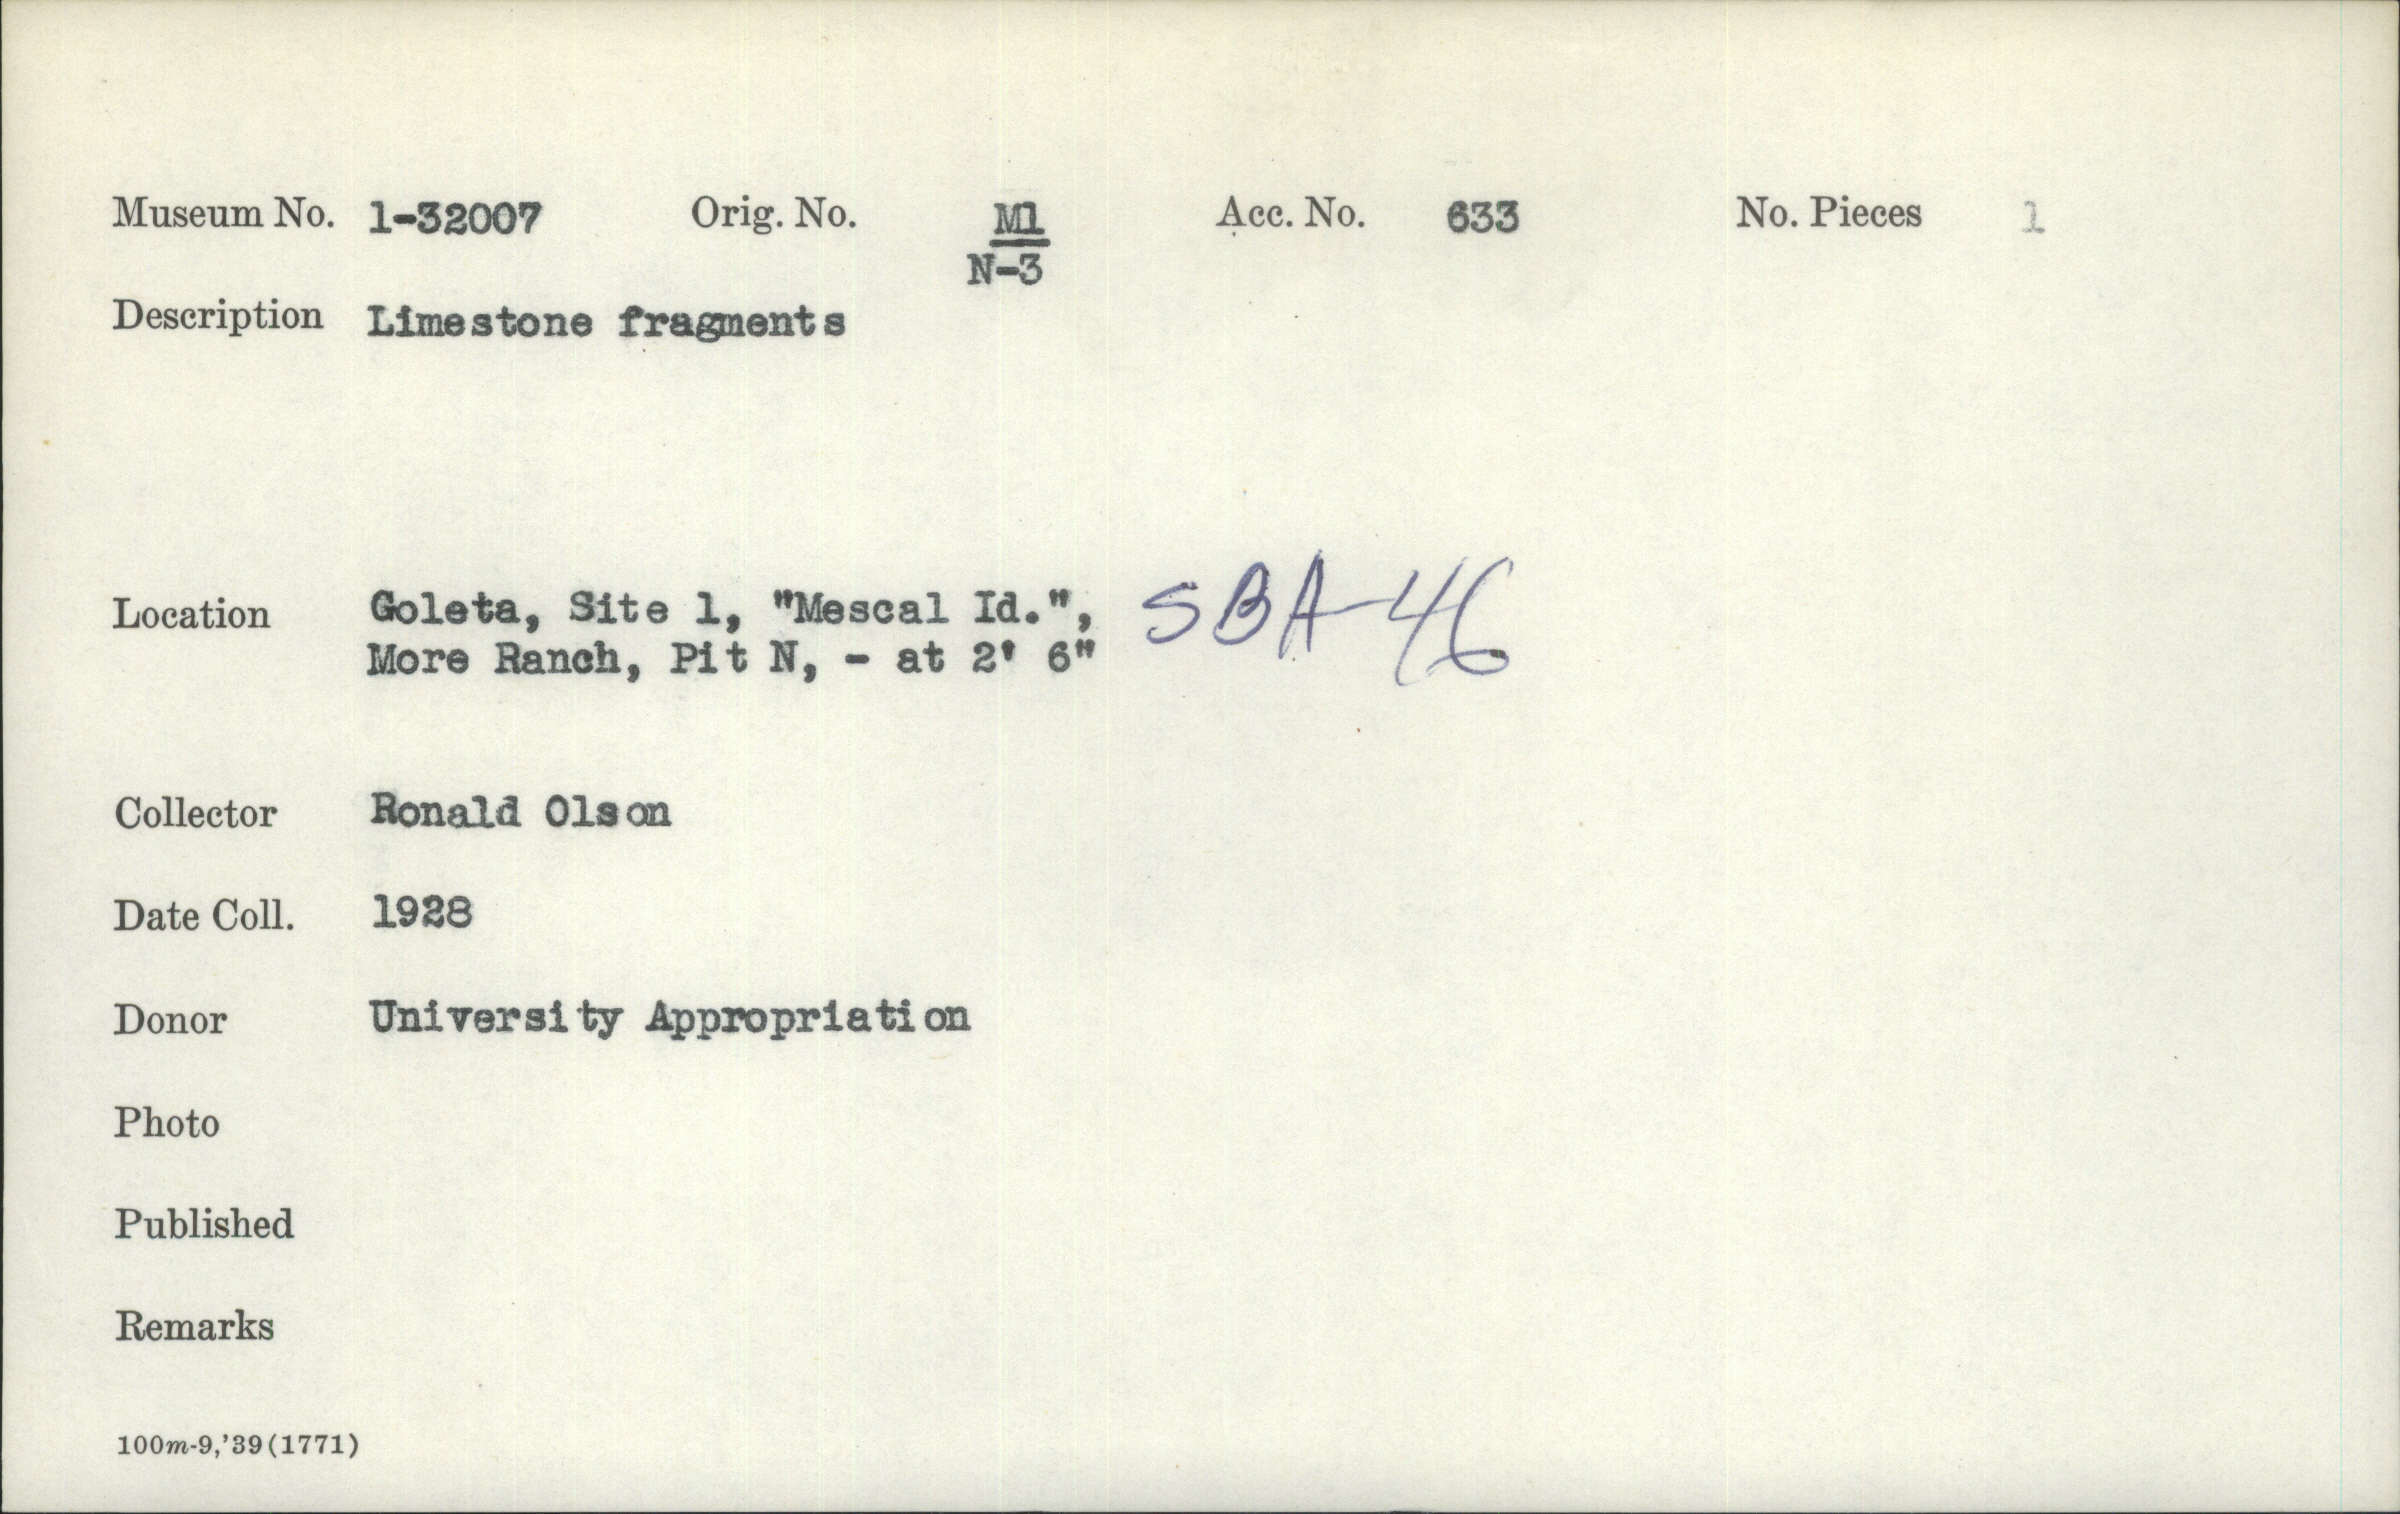 Museum No. 1-32007 Orig. No. M1 Acc. No. 633 No. Pieces 1
N-3
Description Limestone fragments
Location Goleta, Site 1, "Mescal Id.", SBA-46
More Ranch, Pit N, - at 2' 6"
Collector Ronald Olson
Date Coll. 1928
Donor University Appropriation
Photo
Published
Remarks
100m-9,'39(1771)